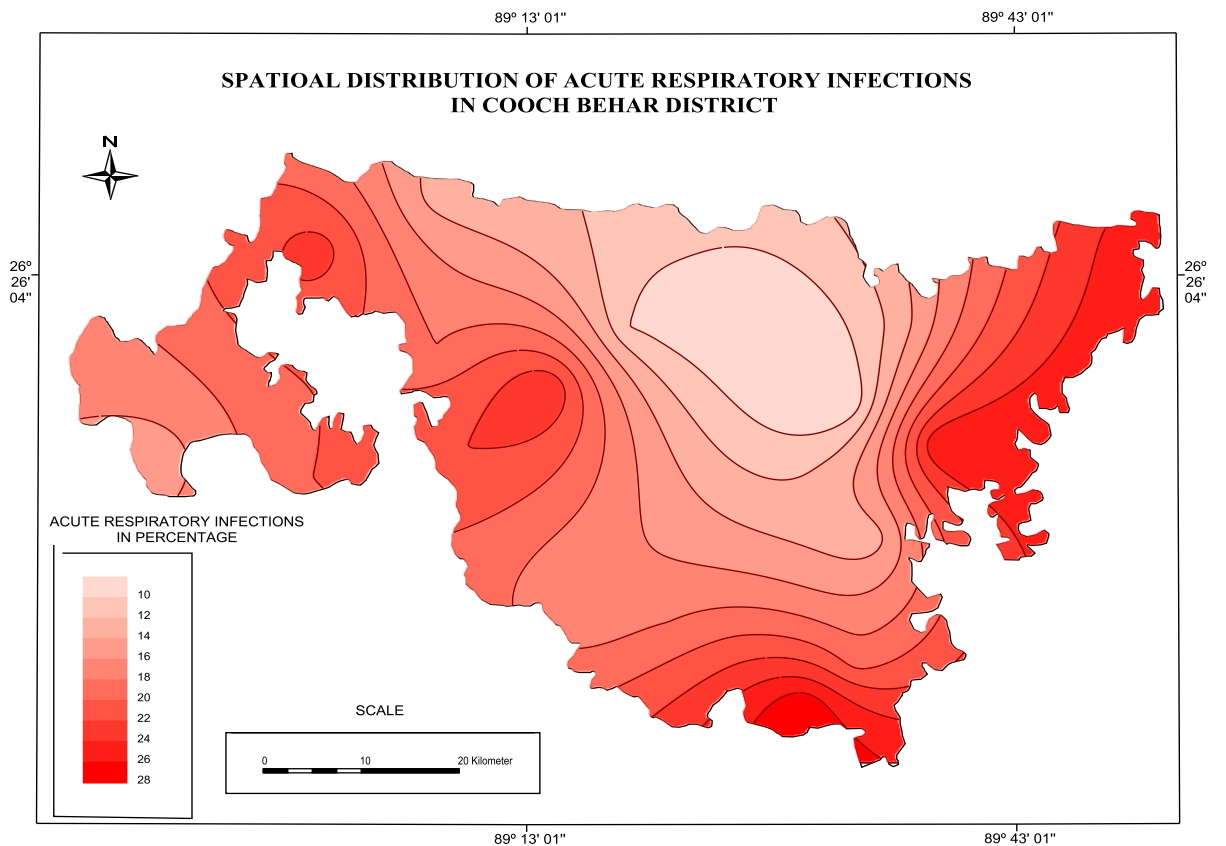 89º 13' 01"
89º 43' 01"
SPATIOAL DISTRIBUTION OF ACUTE RESPIRATORY INFECTIONS
IN COOCH BEHAR DISTRICT
N
26º
26'
04"
26º
26'
04"
ACUTE RESPIRATORY INFECTIONS
IN PERCENTAGE
10
12
14
16
18
20
22
24
26
28
SCALE
0 10 20 Kilometer
89º 13' 01"
89º 43' 01"